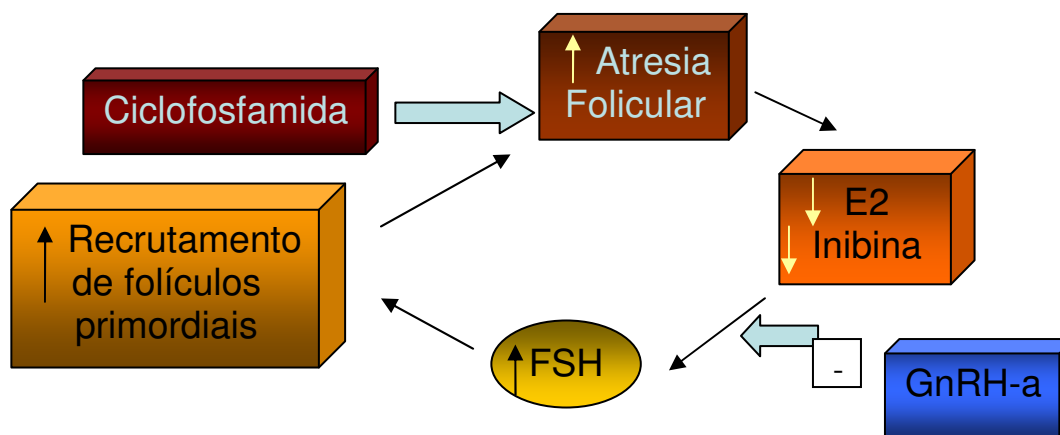 Ciclofosfamida
Atresia
Folicular
E2
Inibina
-
GnRH-a
FSH
Recrutamento
de folículos
primordiais